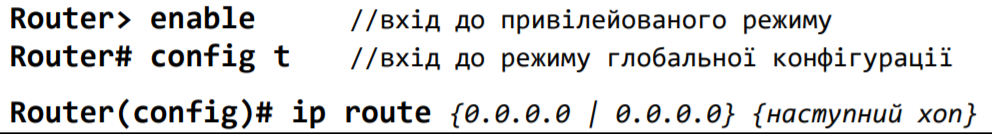 Router> enable //вхід до привілейованого режиму
Router# config t //вхід до режиму глобальної конфігурації
Router(config)# ip route {0.0.0.0 | 0.0.0.0} {наступний хоп}